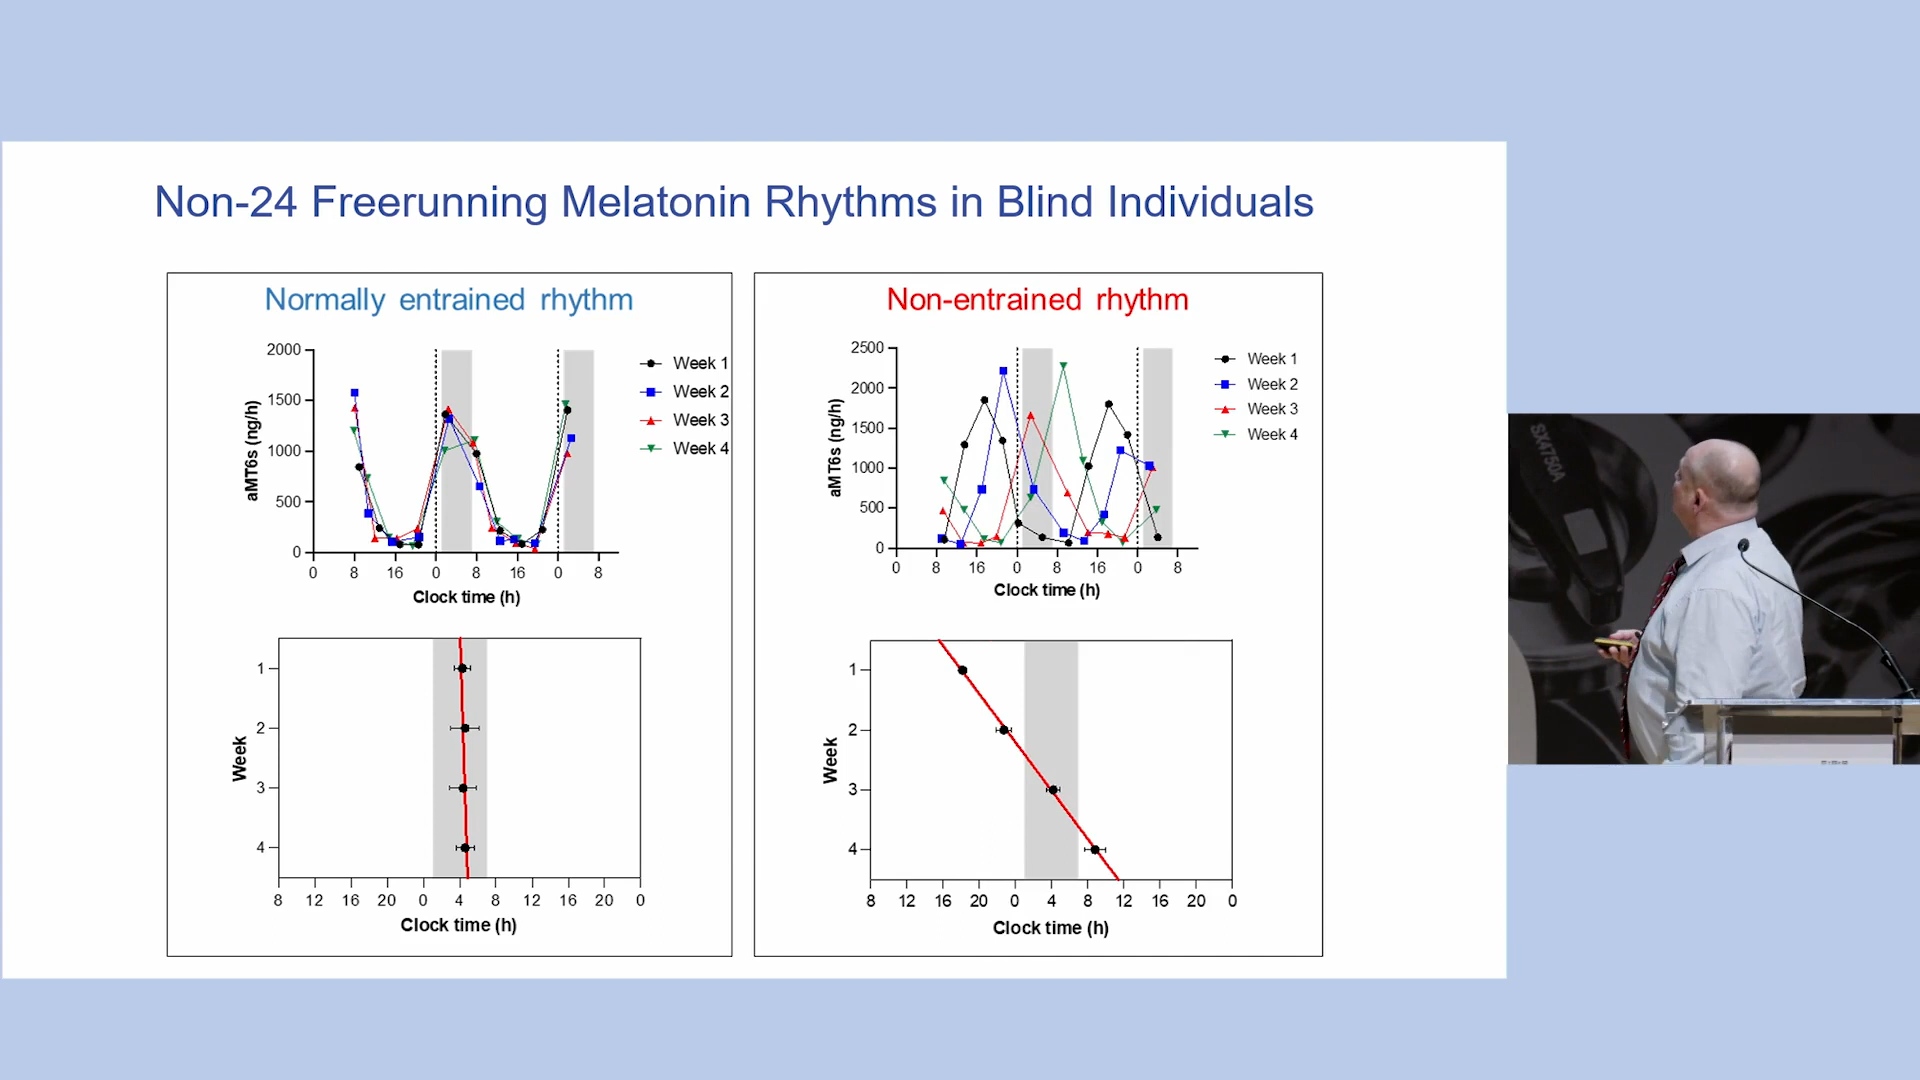 Non-24 Freerunning Melatonin Rhythms in Blind Individuals
Normally entrained rhythm
2000
1500
1000
500
0
aMT6s (ng/h)
0 8 16 0 8 16 0 8
Clock time (h)
Week 1
Week 2
Week 3
Week 4
1
2
3
4
Week
8 12 16 20 0 4 8 12 16 20 0
Clock time (h)
Non-entrained rhythm
2500
2000
1500
1000
500
0
aMT6s (ng/h)
0 8 16 0 8 16 0 8
Clock time (h)
Week 1
Week 2
Week 3
Week 4
1
2
3
4
Week
8 12 16 20 0 4 8 12 16 20 0
Clock time (h)
SX4750A